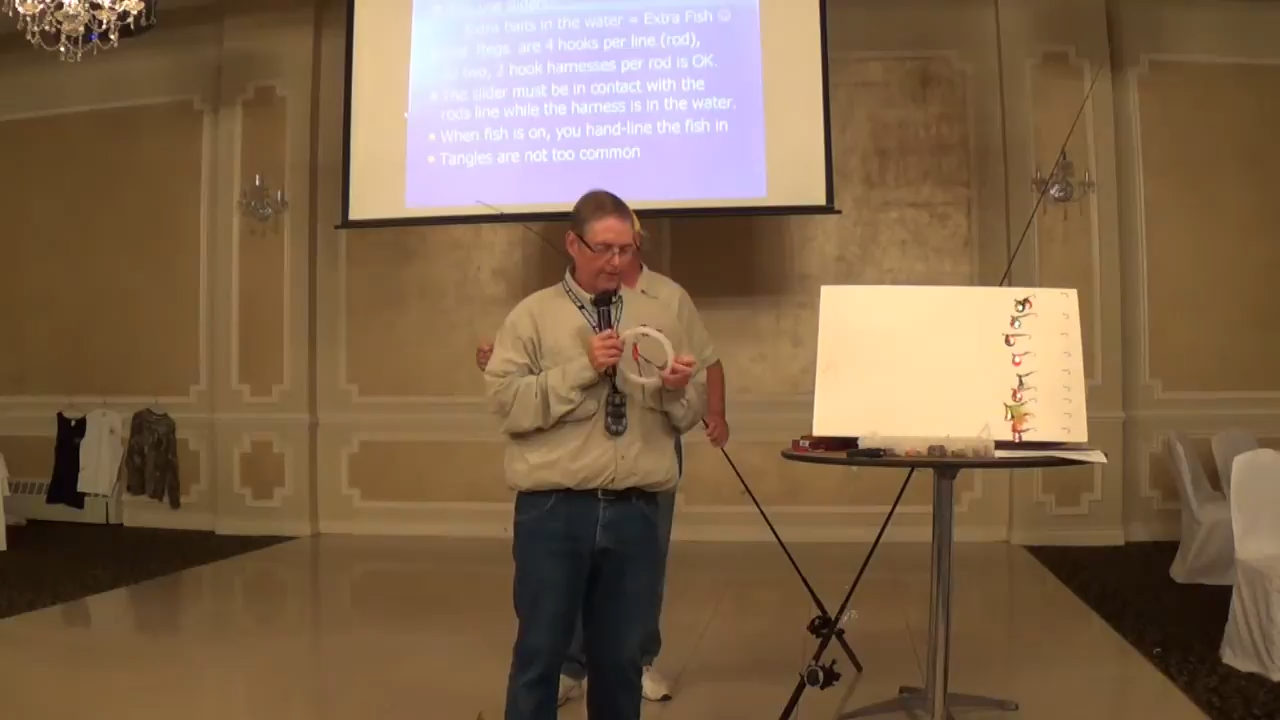 use sliders
Extra baits in the water = Extra Fish ☺
Regs. are 4 hooks per line (rod),
two, 2 hook harnesses per rod is OK.
• The slider must be in contact with the
rods line while the harness is in the water.
• When fish is on, you hand-line the fish in
• Tangles are not too common